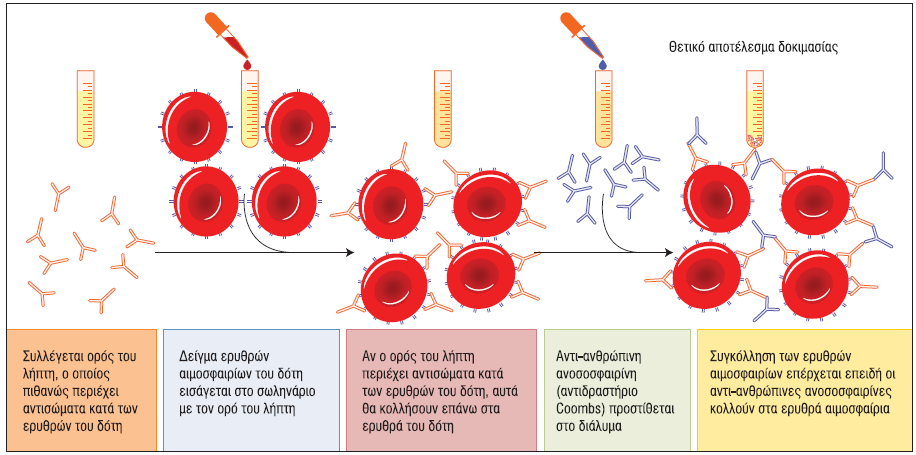 Θετικό αποτέλεσμα δοκιμασίας
Συλλέγεται ορός του
λήπτη, ο οποίος
πιθανώς περιέχει
αντισώματα κατά των
ερυθρών του δότη
Δείγμα ερυθρών
αιμοσφαιρίων του δότη
εισάγεται στο σωληνάριο
με τον ορό του λήπτη
Αν ο ορός του λήπτη
περιέχει αντισώματα κατά
των ερυθρών του δότη, αυτά
θα κολλήσουν επάνω στα
ερυθρά του δότη
Αντι-ανθρώπινη
ανοσοσφαιρίνη
(αντιδραστήριο
Coombs) προστίθεται
στο διάλυμα
Συγκόλληση των ερυθρών
αιμοσφαιρίων επέρχεται επειδή οι
αντι-ανθρώπινες ανοσοσφαιρίνες
κολλούν στα ερυθρά αιμοσφαίρια